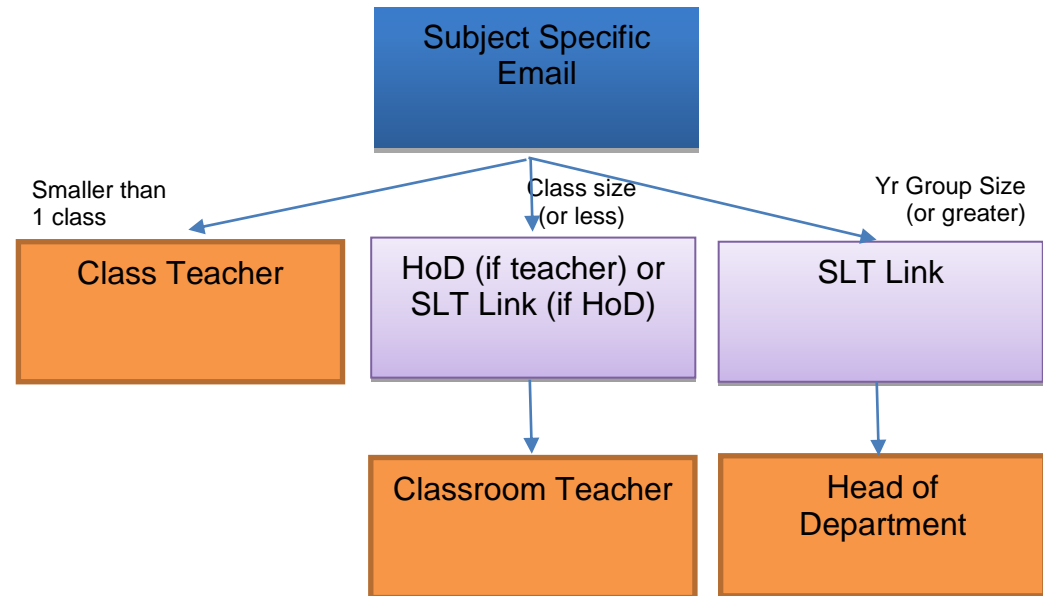 Subject Specific
Email
Smaller than
1 class
Class size
(or less)
Yr Group Size
(or greater)
Class Teacher
HoD (if teacher) or
SLT Link (if HoD)
SLT Link
Classroom Teacher
Head of
Department